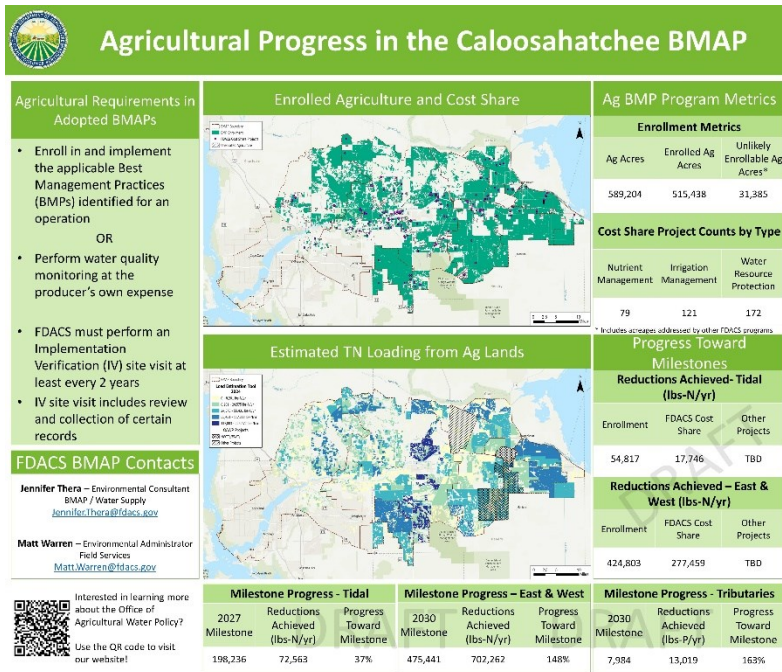 Agricultural Progress in the Caloosahatchee BMAP
Agricultural Requirements in
Adopted BMAPs
• Enroll in and implement
the applicable Best
Management Practices
(BMPs) identified for an
operation
OR
• Perform water quality
monitoring at the
producer's own expense
• FDACS must perform an
Implementation
Verification (IV) site visit at
least every 2 years
• IV site visit includes review
and collection of certain
records
FDACS BMAP Contacts
Jennifer Thera – Environmental Consultant
BMAP / Water Supply
Jennifer.Thera@fdacs.gov
Matt Warren – Environmental Administrator
Field Services
Matt.Warren@fdacs.gov
Interested in learning more
about the Office of
Agricultural Water Policy?
Use the QR code to visit
our website!
Enrolled Agriculture and Cost Share
Estimated TN Loading from Ag Lands
Load Estimation Tool
Ag BMP Program Metrics
Enrollment Metrics
Ag Acres Enrolled Ag Acres Unlikely Enrollable Ag Acres*
589,204 515,438 31,385
Cost Share Project Counts by Type
Nutrient Management Irrigation Management Water Resource Protection
79 121 172
* Includes acreages addressed by other FDACS programs
Progress Toward
Milestones
Reductions Achieved- Tidal
(lbs-N/yr)
Enrollment FDACS Cost Share Other Projects
54,817 17,746 TBD
Reductions Achieved – East &
West (lbs-N/yr)
Enrollment FDACS Cost Share Other Projects
424,803 277,459 TBD
DRAFT
Milestone Progress - Tidal
2027 Milestone Reductions Achieved (lbs-N/yr) Progress Toward Milestone
198,236 72,563 37%
Milestone Progress – East & West
2030 Milestone Reductions Achieved (lbs-N/yr) Progress Toward Milestone
475,441 702,262 148%
Milestone Progress - Tributaries
2030 Milestone Reductions Achieved (lbs-P/yr) Progress Toward Milestone
7,984 13,019 163%
DRAFT